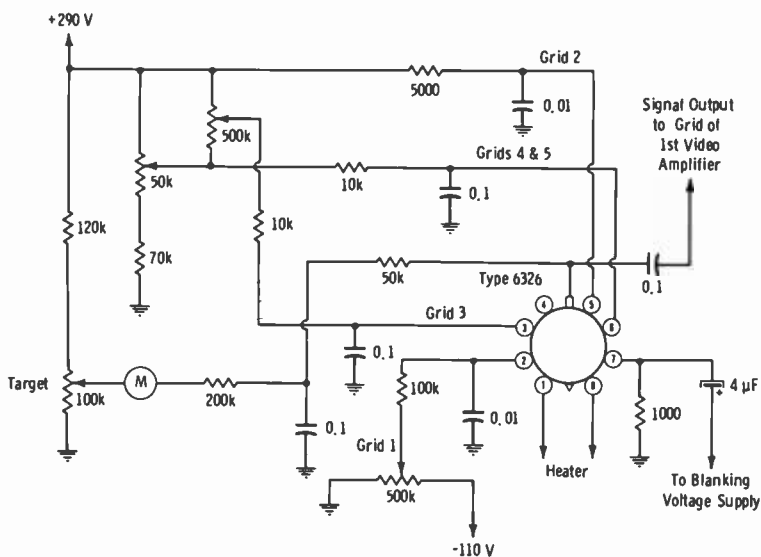 +290 V
Grid 2
5000
0.01
Signal Output
to Grid of
1st Video
Amplifier
500k
Grids 4 & 5
50k
10k
0.1
120k
10k
70k
50k
Type 6326
0.1
4
5
Grid 3
3
6
0.1
2
7
Target
100k
M
200k
100k
1
8
4 µF
+
0.1
0.01
1000
Grid 1
Heater
500k
To Blanking
Voltage Supply
-110 V